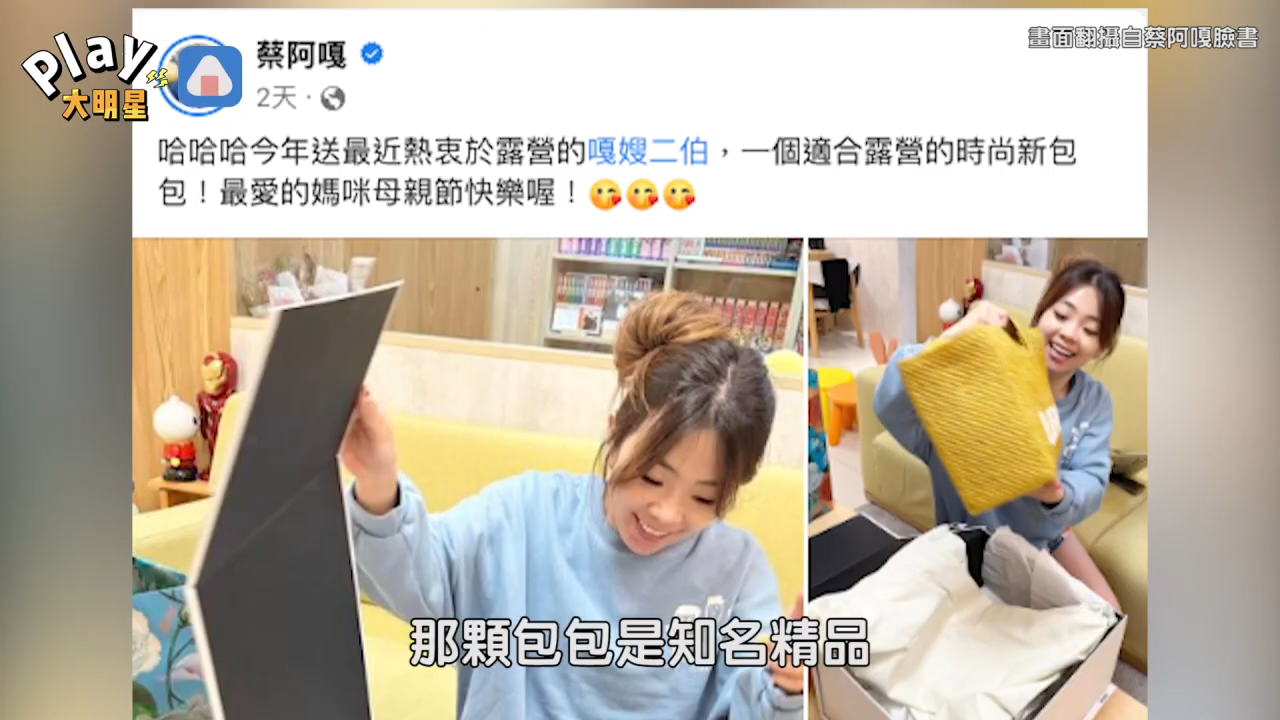 Play
大明星
蔡阿嘎
2天
畫面翻攝自蔡阿嘎臉書
哈哈哈今年送最近熱衷於露營的嘎嫂二伯，一個適合露營的時尚新包
包！最愛的媽咪母親節快樂喔！😘😘😘
那顆包包是知名精品